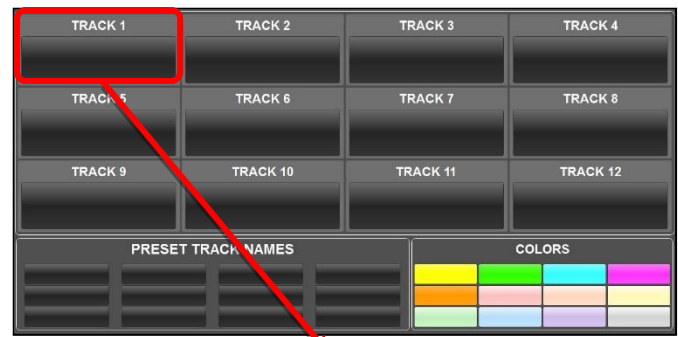 TRACK 1 TRACK 2 TRACK 3 TRACK 4
TRACK 5 TRACK 6 TRACK 7 TRACK 8
TRACK 9 TRACK 10 TRACK 11 TRACK 12
PRESET TRACK NAMES COLORS